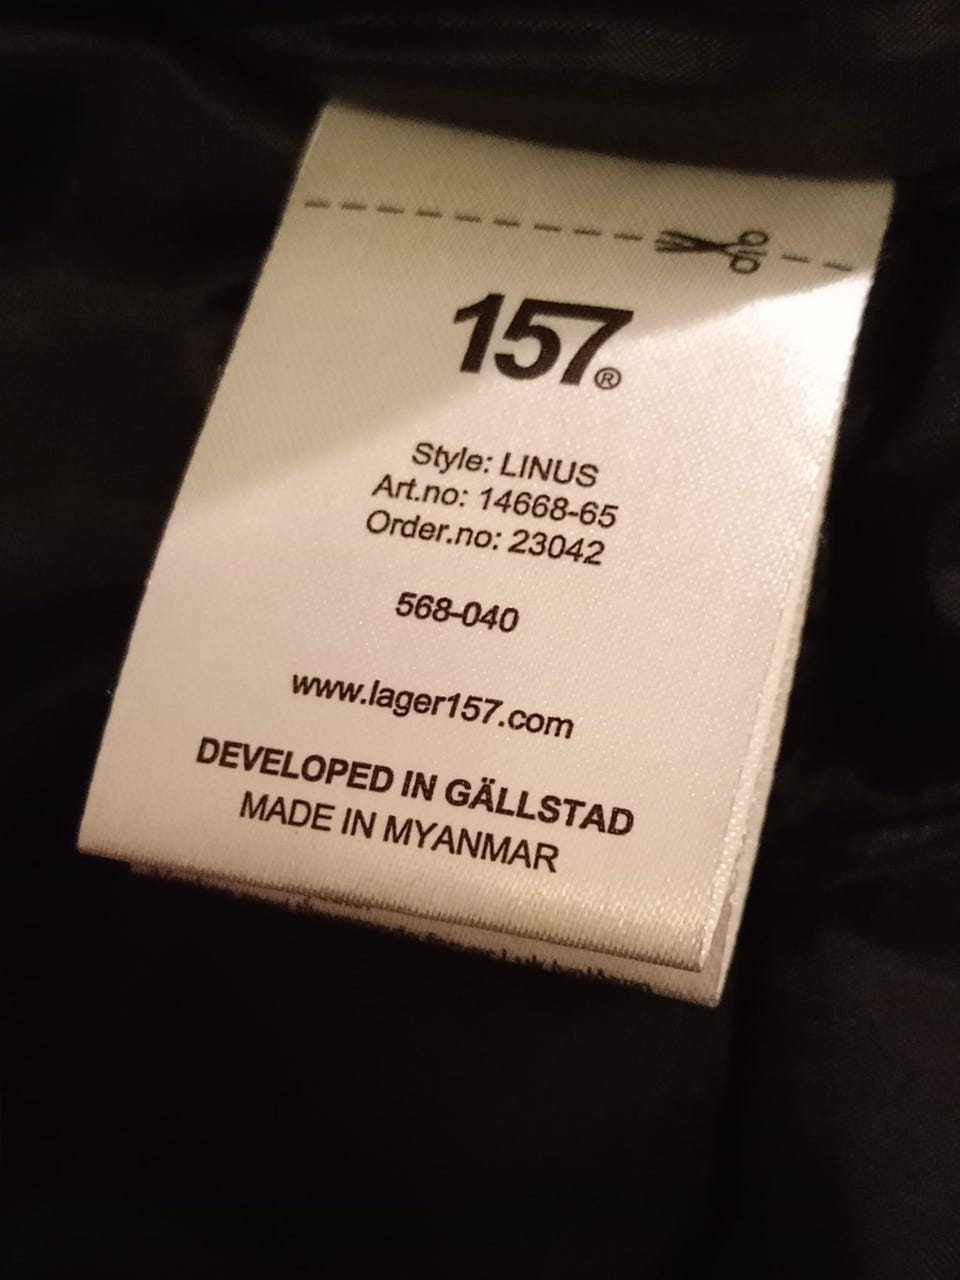 157®
Style: LINUS
Art.no: 14668-65
Order.no: 23042
568-040
www.lager157.com
DEVELOPED IN GÄLLSTAD
MADE IN MYANMAR